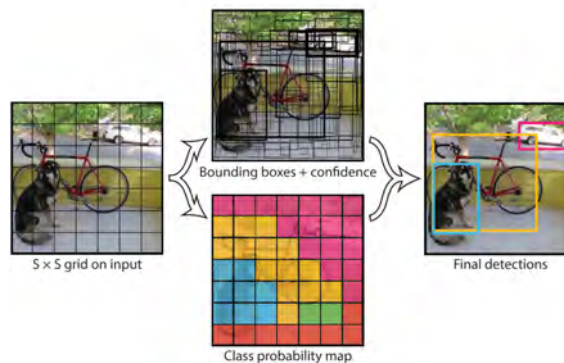 Bounding boxes + confidence
S × S grid on input
Final detections
Class probability map